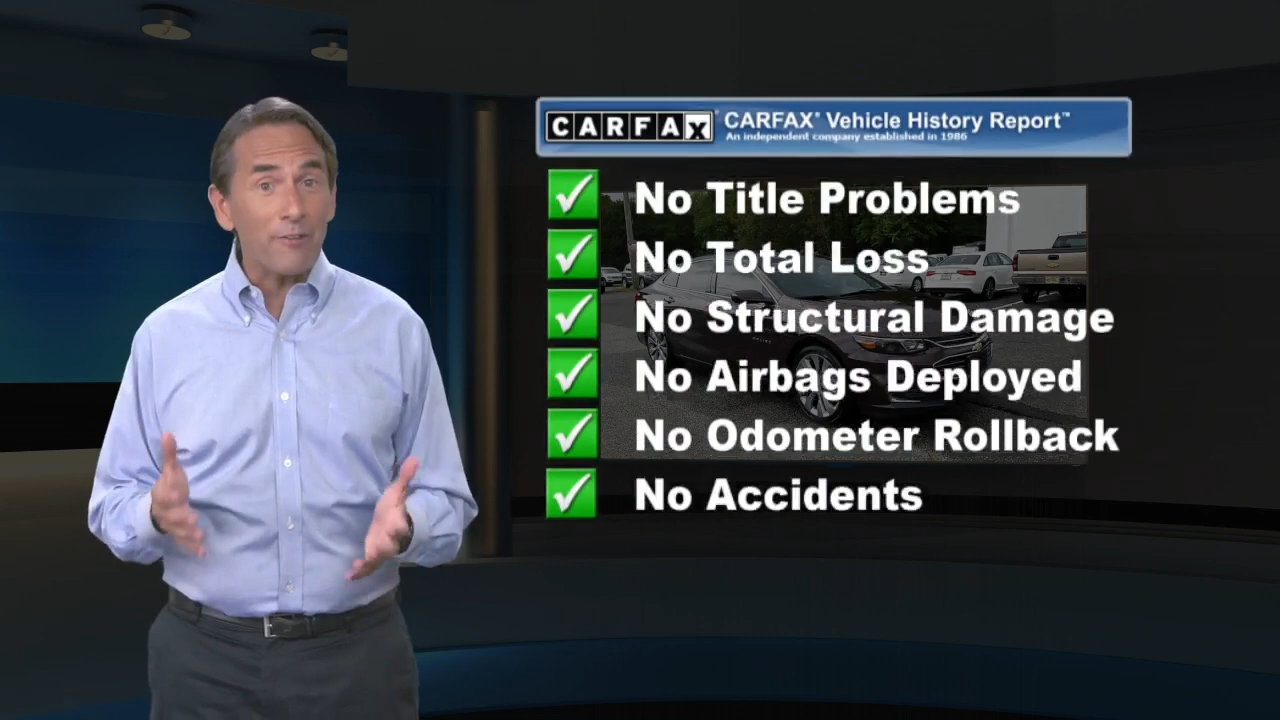 CARFAX® CARFAX® Vehicle History Report™
An independent company established in 1986
No Title Problems
No Total Loss
No Structural Damage
No Airbags Deployed
No Odometer Rollback
No Accidents